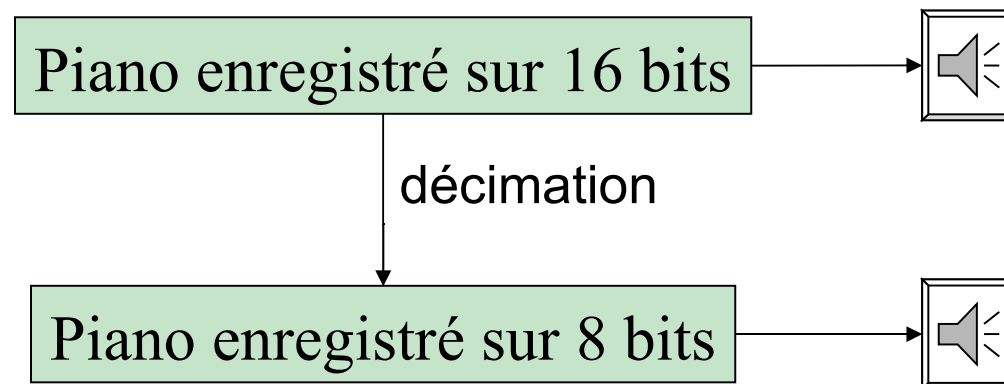 Piano enregistré sur 16 bits
décimation
Piano enregistré sur 8 bits